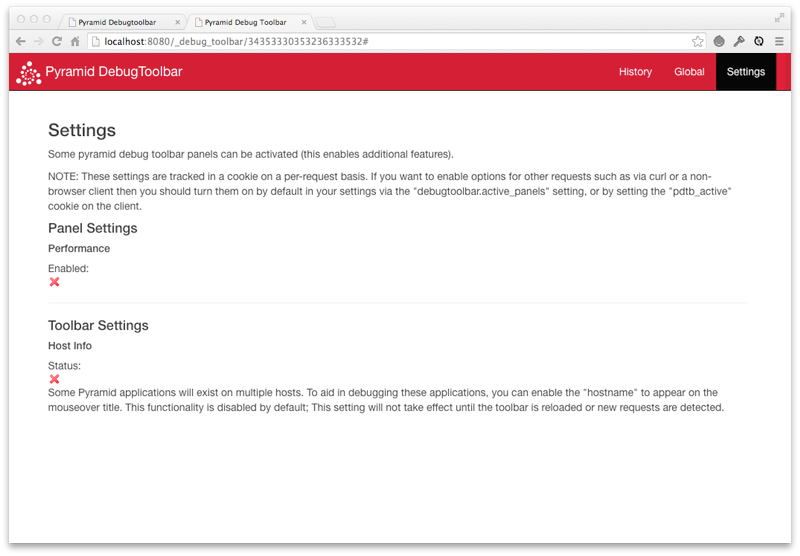 Pyramid Debugtoolbar
Pyramid Debug Toolbar
localhost:8080/_debug_toolbar/34353330353236333532#
Pyramid DebugToolbar
History
Global
Settings
Settings
Some pyramid debug toolbar panels can be activated (this enables additional features).
NOTE: These settings are tracked in a cookie on a per-request basis. If you want to enable options for other requests such as via curl or a non-
browser client then you should turn them on by default in your settings via the "debugtoolbar.active_panels" setting, or by setting the "pdtb_active"
cookie on the client.
Panel Settings
Performance
Enabled:
Toolbar Settings
Host Info
Status:
Some Pyramid applications will exist on multiple hosts. To aid in debugging these applications, you can enable the "hostname" to appear on the
mouseover title. This functionality is disabled by default; This setting will not take effect until the toolbar is reloaded or new requests are detected.